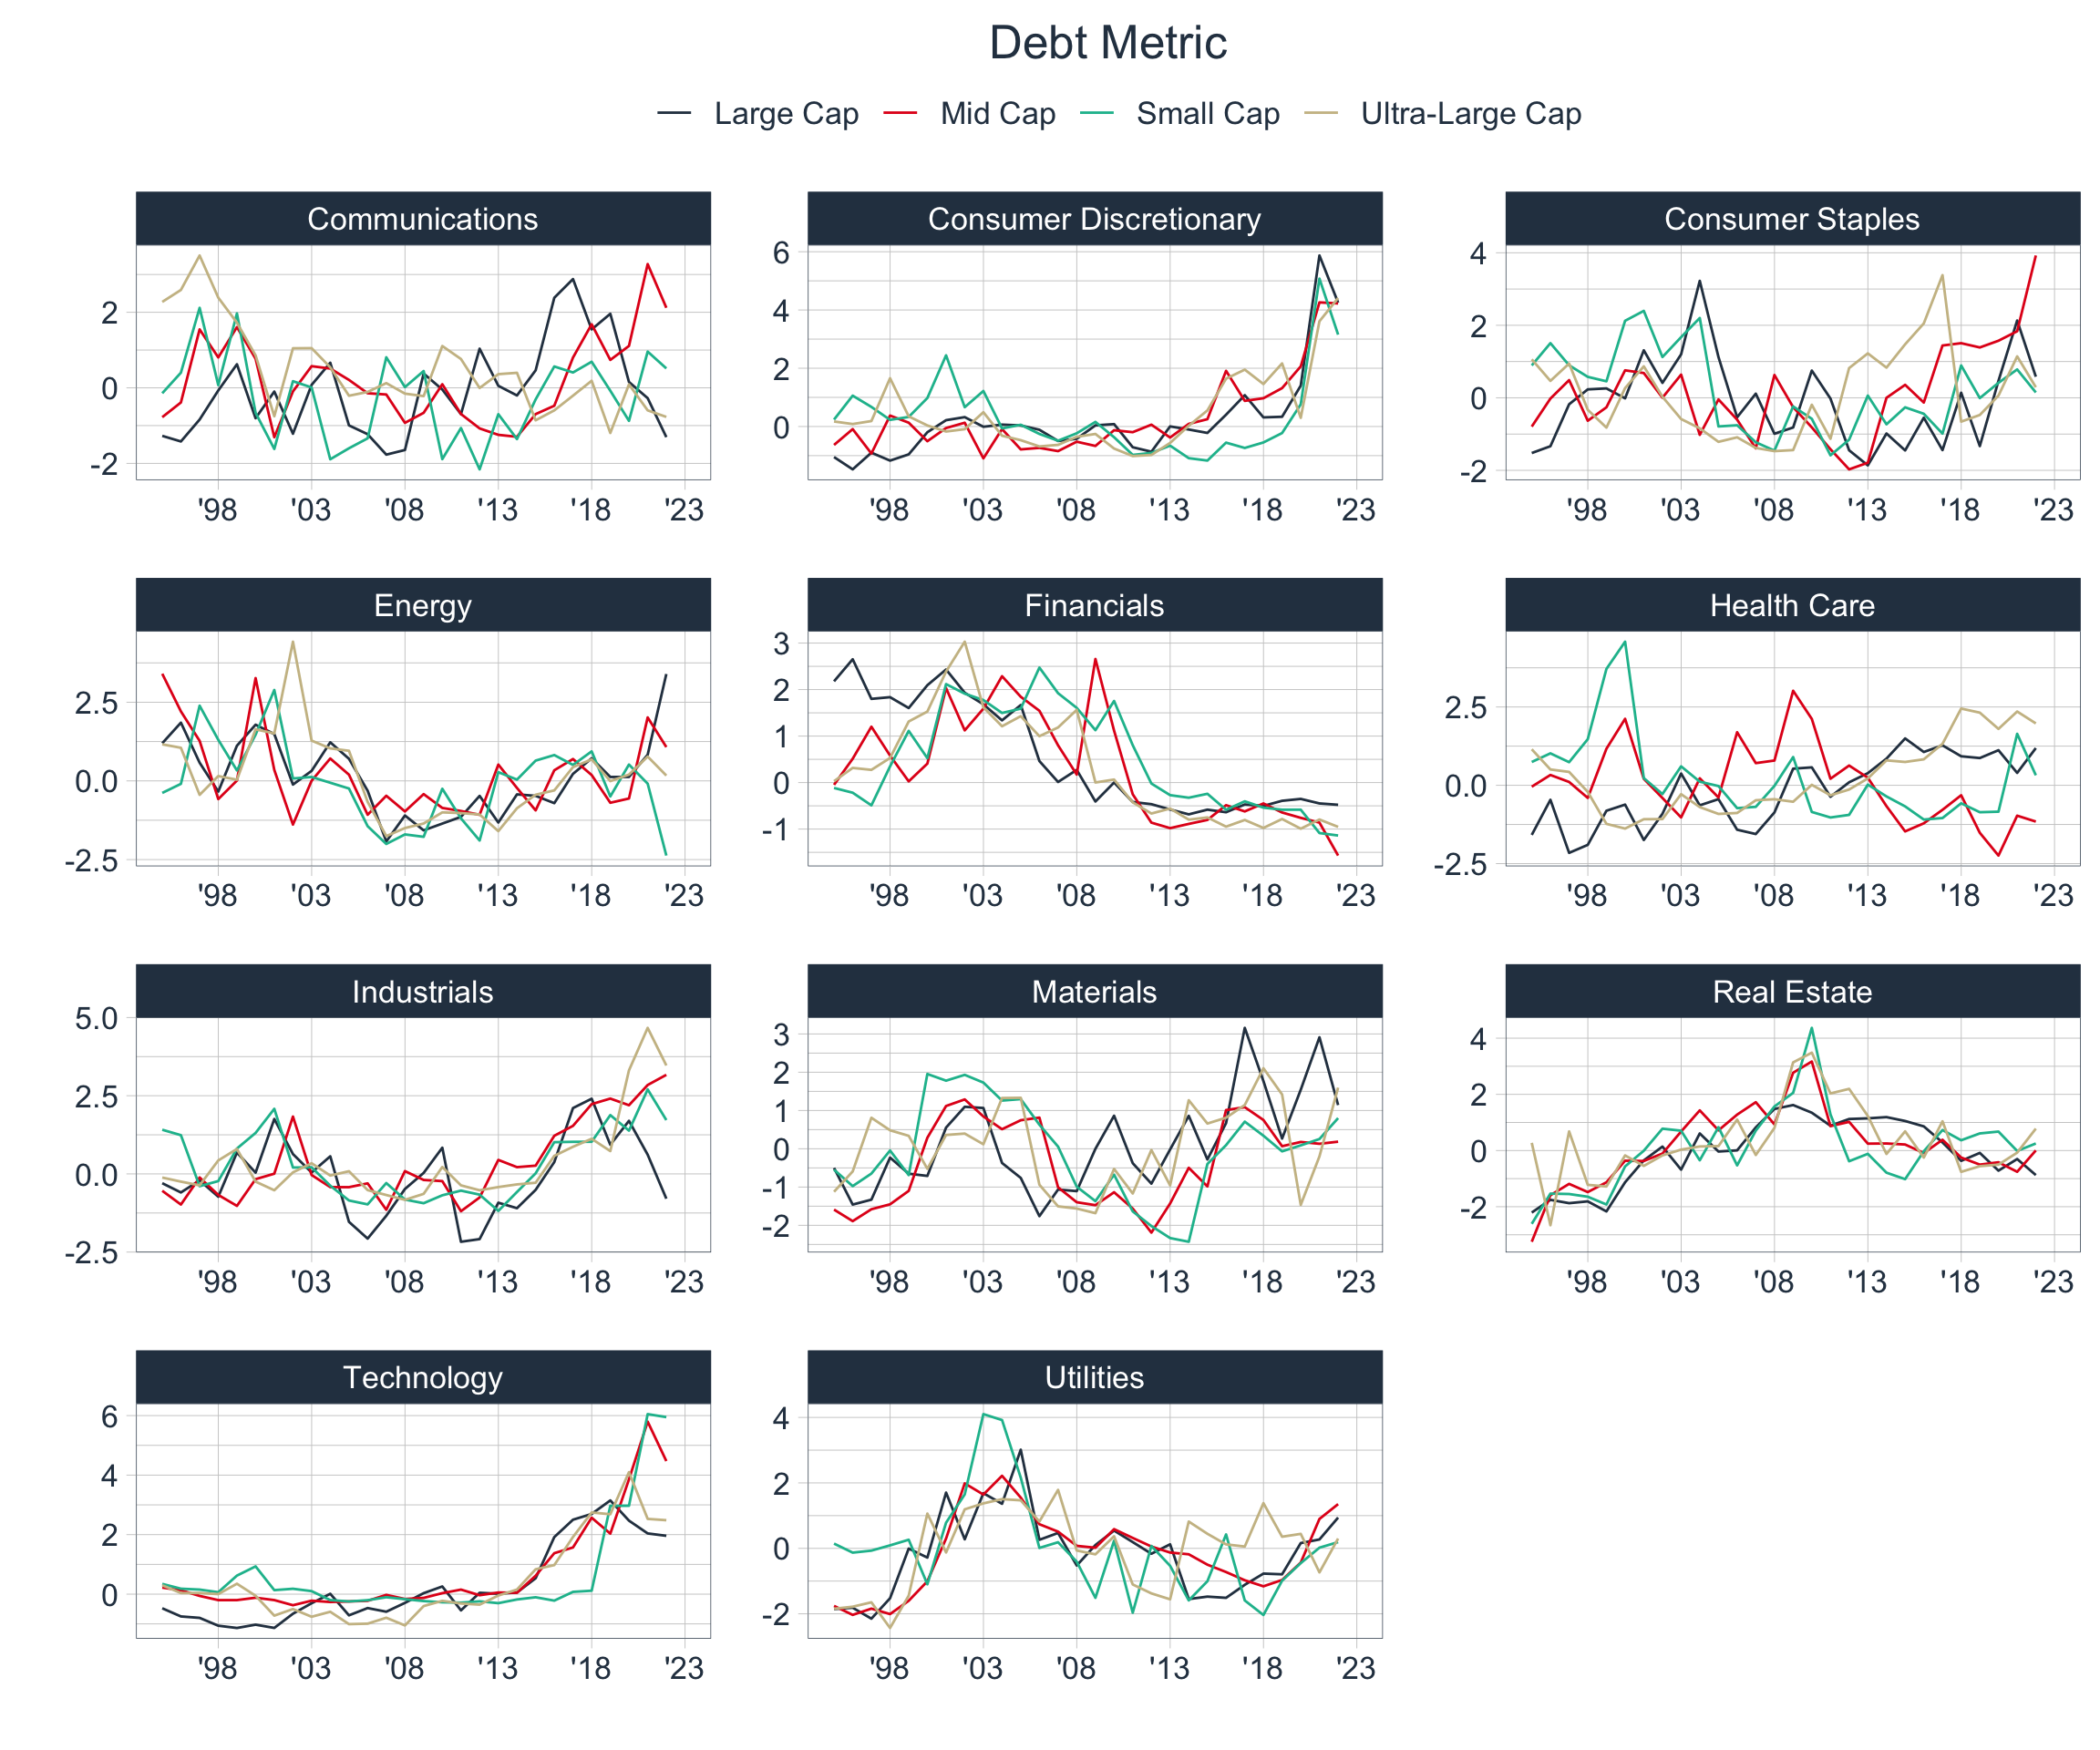 Debt Metric
Large Cap Mid Cap Small Cap Ultra-Large Cap
Communications Consumer Discretionary Consumer Staples
2
0
-2
'98 '03 '08 '13 '18 '23
6
4
2
0
'98 '03 '08 '13 '18 '23
4
2
0
-2
'98 '03 '08 '13 '18 '23
Energy Financials Health Care
2.5
0.0
-2.5
'98 '03 '08 '13 '18 '23
3
2
1
0
-1
'98 '03 '08 '13 '18 '23
2.5
0.0
-2.5
'98 '03 '08 '13 '18 '23
Industrials Materials Real Estate
5.0
2.5
0.0
-2.5
'98 '03 '08 '13 '18 '23
3
2
1
0
-1
-2
'98 '03 '08 '13 '18 '23
4
2
0
-2
'98 '03 '08 '13 '18 '23
Technology Utilities
6
4
2
0
'98 '03 '08 '13 '18 '23
4
2
0
-2
'98 '03 '08 '13 '18 '23